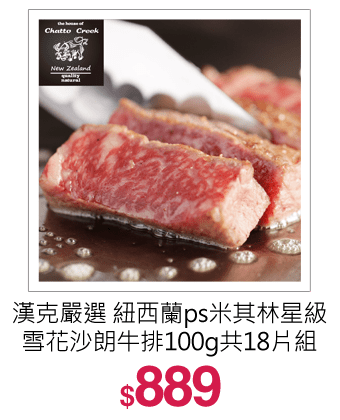 the house of
Chatto Creek
New Zealand
quality
natural
漢克嚴選 紐西蘭ps米其林星級
雪花沙朗牛排100g共18片組
$889